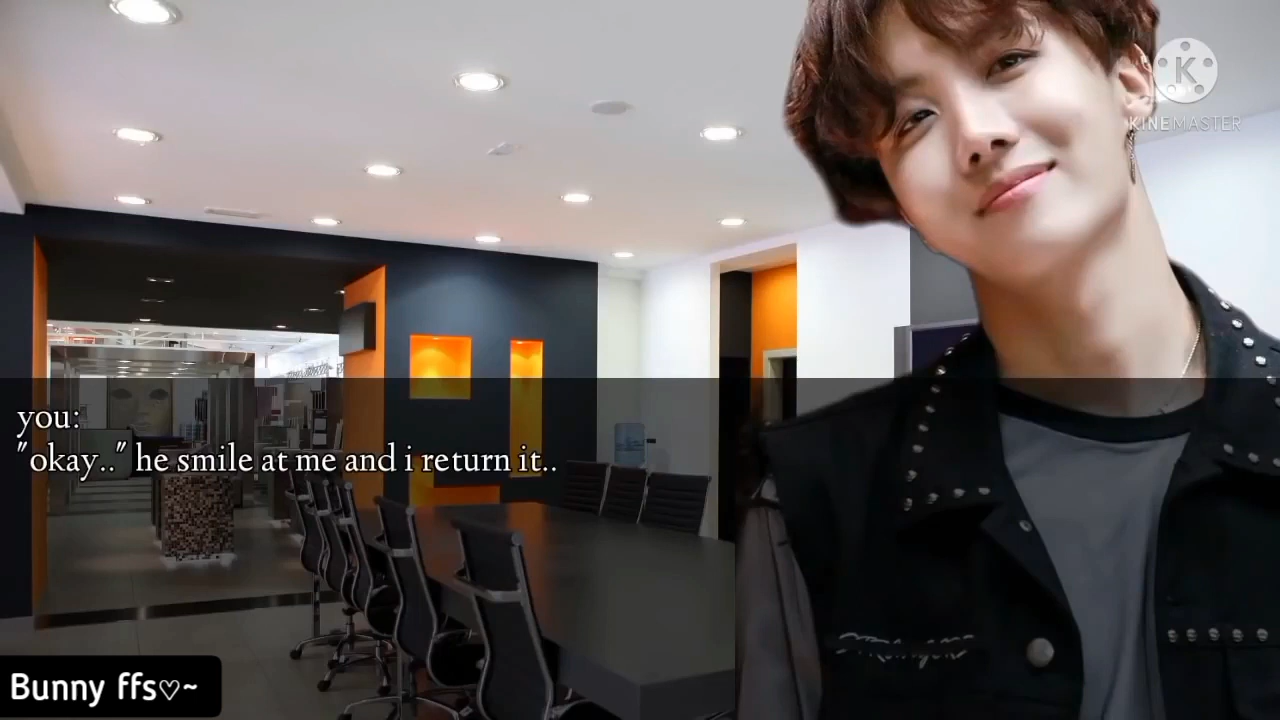 K
KINEMASTER
you:
"okay.." he smile at me and i return it..
Bunny ffs♡~